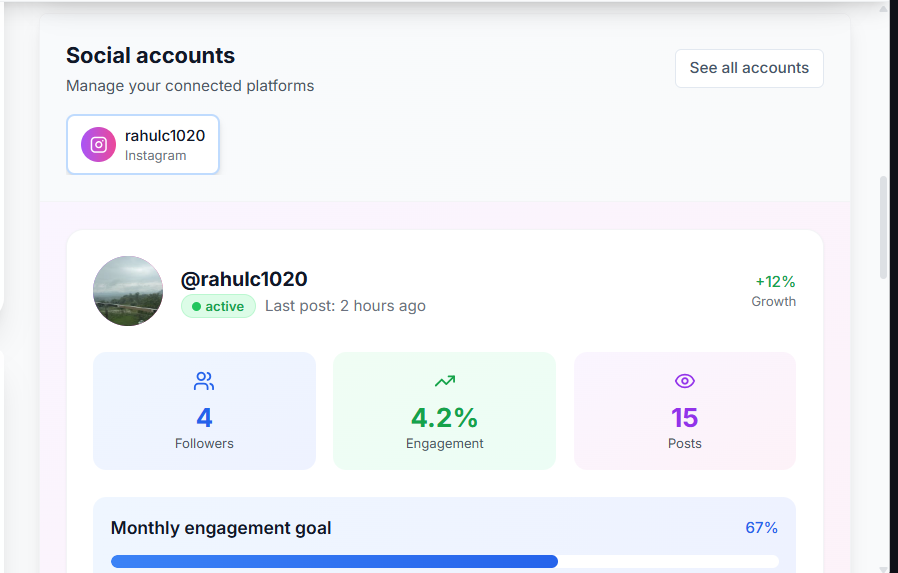 Social accounts
Manage your connected platforms
See all accounts
rahulc1020
Instagram
@rahulc1020
active Last post: 2 hours ago
+12%
Growth
4
Followers
4.2%
Engagement
15
Posts
Monthly engagement goal 67%